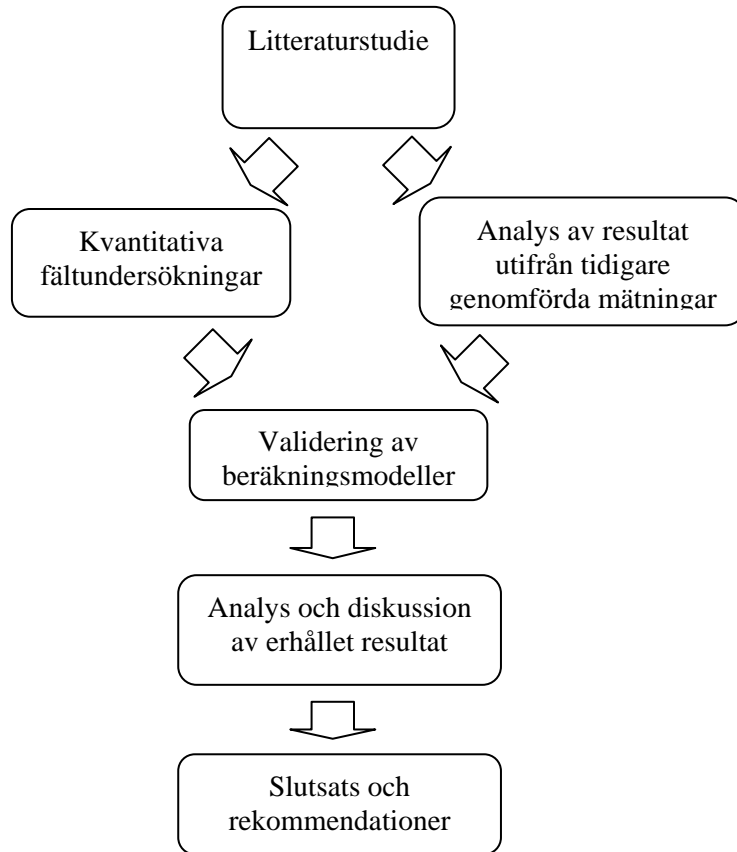 Litteraturstudie
Kvantitativa
fältundersökningar
Analys av resultat
utifrån tidigare
genomförda mätningar
Validering av
beräkningsmodeller
Analys och diskussion
av erhållet resultat
Slutsats och
rekommendationer